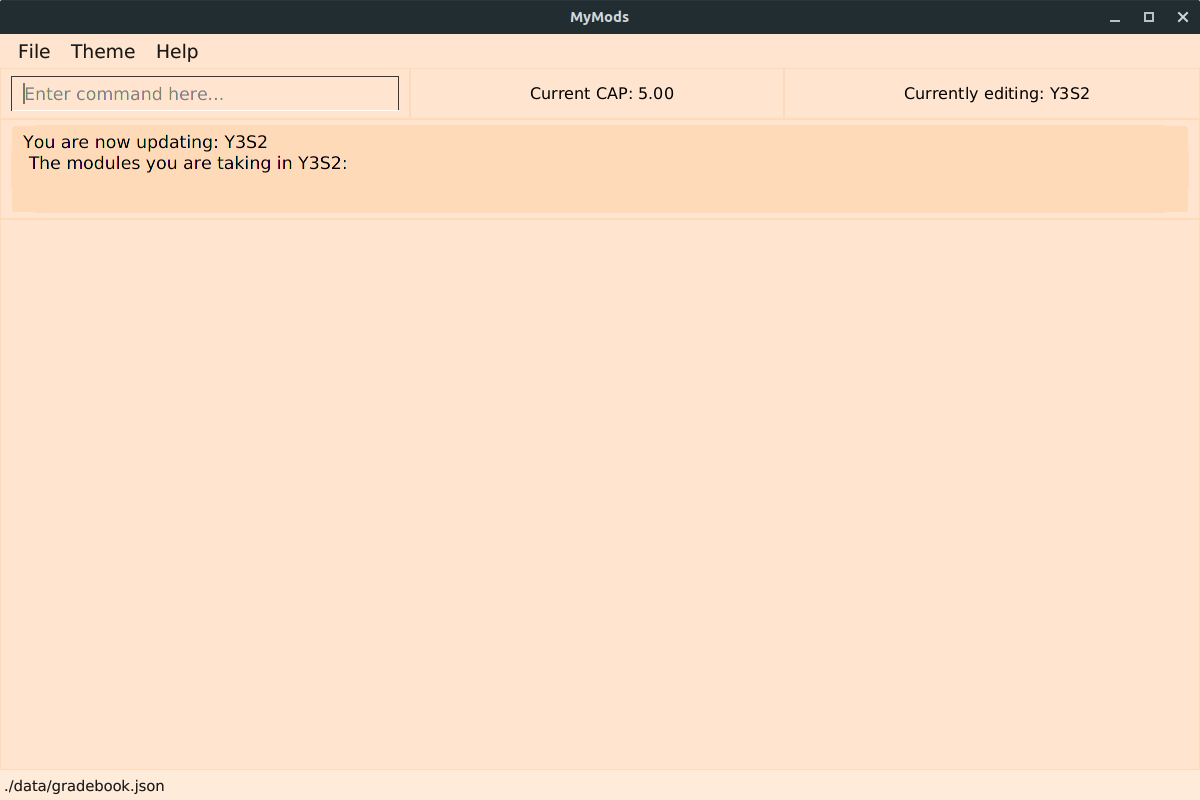 MyMods
File Theme Help
Enter command here...
Current CAP: 5.00
Currently editing: Y3S2
You are now updating: Y3S2
The modules you are taking in Y3S2:
./data/gradebook.json